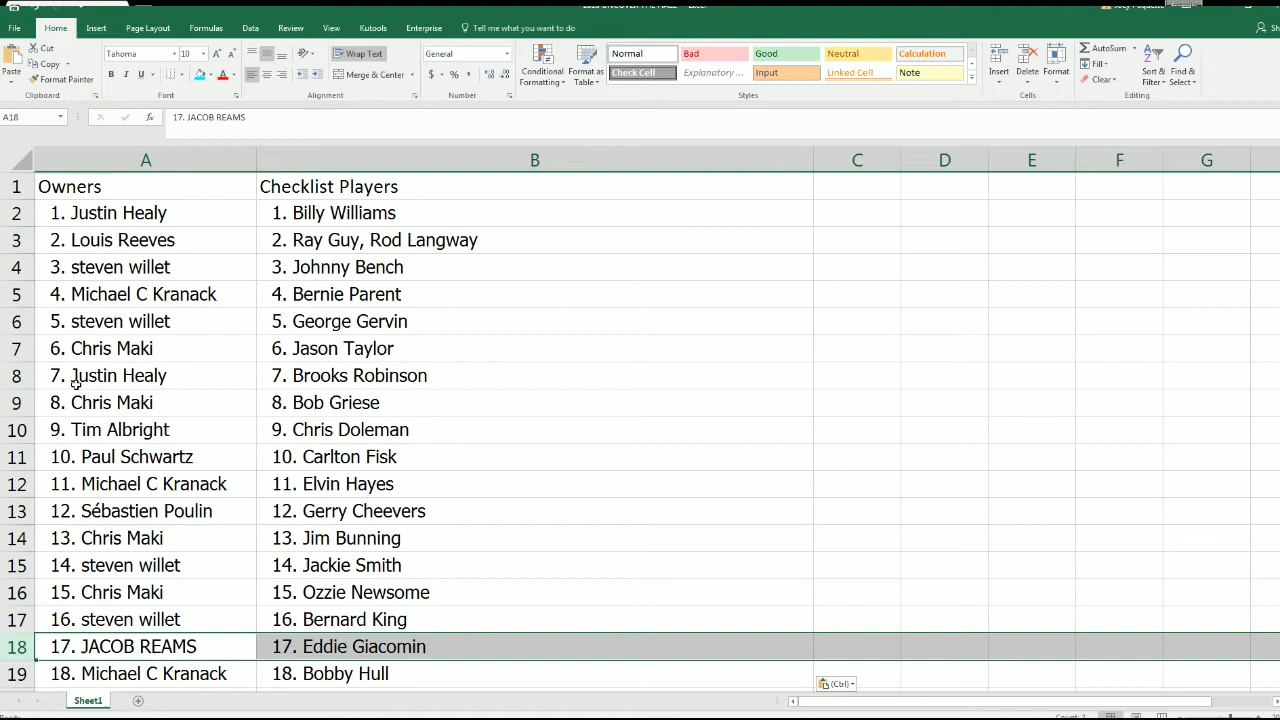 File Home Insert Page Layout Formulas Data Review View Kutools Enterprise Tell me what you want to do
Cut
Copy
Paste
Format Painter
Clipboard
Tahoma 10
Font
Wrap Text
Merge & Center
Alignment
General
Number
Conditional Formatting
Format as Table
Normal Bad Good Neutral Calculation
Check Cell Explanatory ... Input Linked Cell Note
Styles
Insert Delete Format
Cells
AutoSum
Fill
Clear
Sort & Filter
Find & Select
Editing
A18 17. JACOB REAMS
A B C D E F G
1 Owners Checklist Players
2 1. Justin Healy 1. Billy Williams
3 2. Louis Reeves 2. Ray Guy, Rod Langway
4 3. steven willet 3. Johnny Bench
5 4. Michael C Kranack 4. Bernie Parent
6 5. steven willet 5. George Gervin
7 6. Chris Maki 6. Jason Taylor
8 7. Justin Healy 7. Brooks Robinson
9 8. Chris Maki 8. Bob Griese
10 9. Tim Albright 9. Chris Doleman
11 10. Paul Schwartz 10. Carlton Fisk
12 11. Michael C Kranack 11. Elvin Hayes
13 12. Sébastien Poulin 12. Gerry Cheevers
14 13. Chris Maki 13. Jim Bunning
15 14. steven willet 14. Jackie Smith
16 15. Chris Maki 15. Ozzie Newsome
17 16. steven willet 16. Bernard King
18 17. JACOB REAMS 17. Eddie Giacomin
19 18. Michael C Kranack 18. Bobby Hull
(Ctrl)
Sheet1